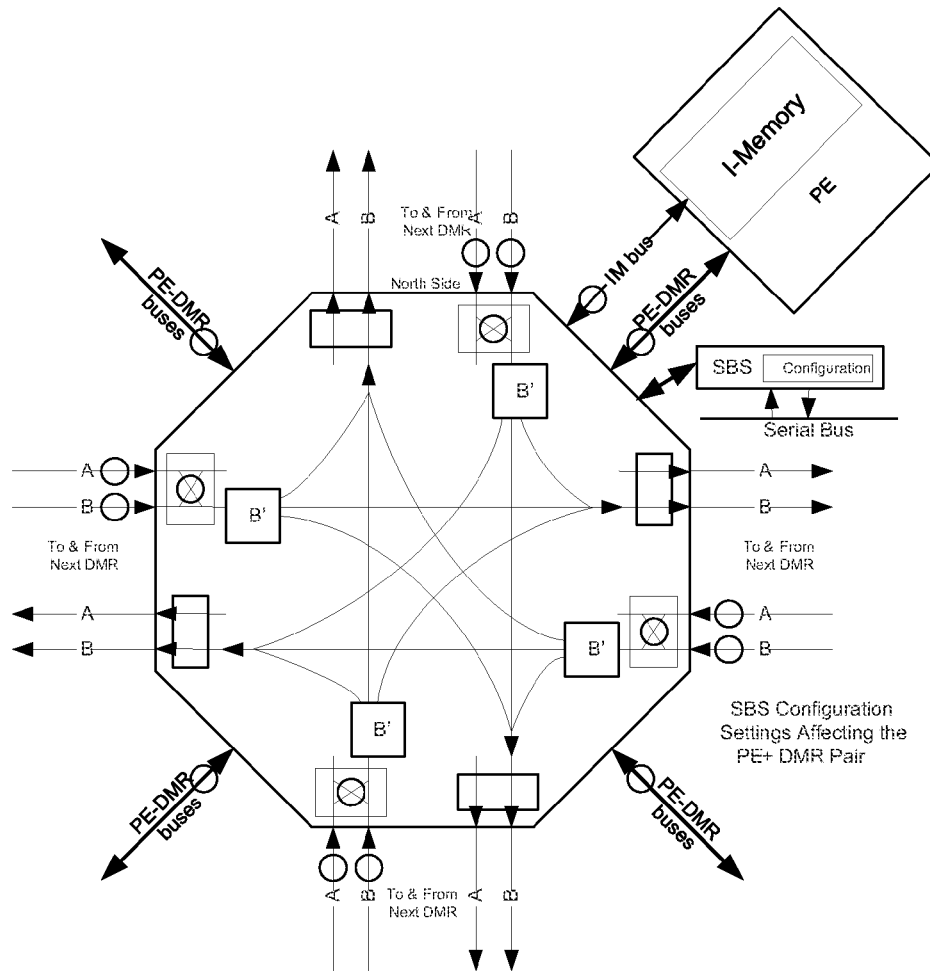 I-Memory
PE
A
B
To & From
Next DMR
A
B
IM bus
PE-DMR
buses
PE-DMR
buses
North Side
SBS
Configuration
Serial Bus
B'
A
B
B'
A
B
To & From
Next DMR
To & From
Next DMR
A
B
A
B
B'
B'
SBS Configuration
Settings Affecting the
PE+ DMR Pair
PE-DMR
buses
PE-DMR
buses
A
B
To & From
Next DMR
A
B